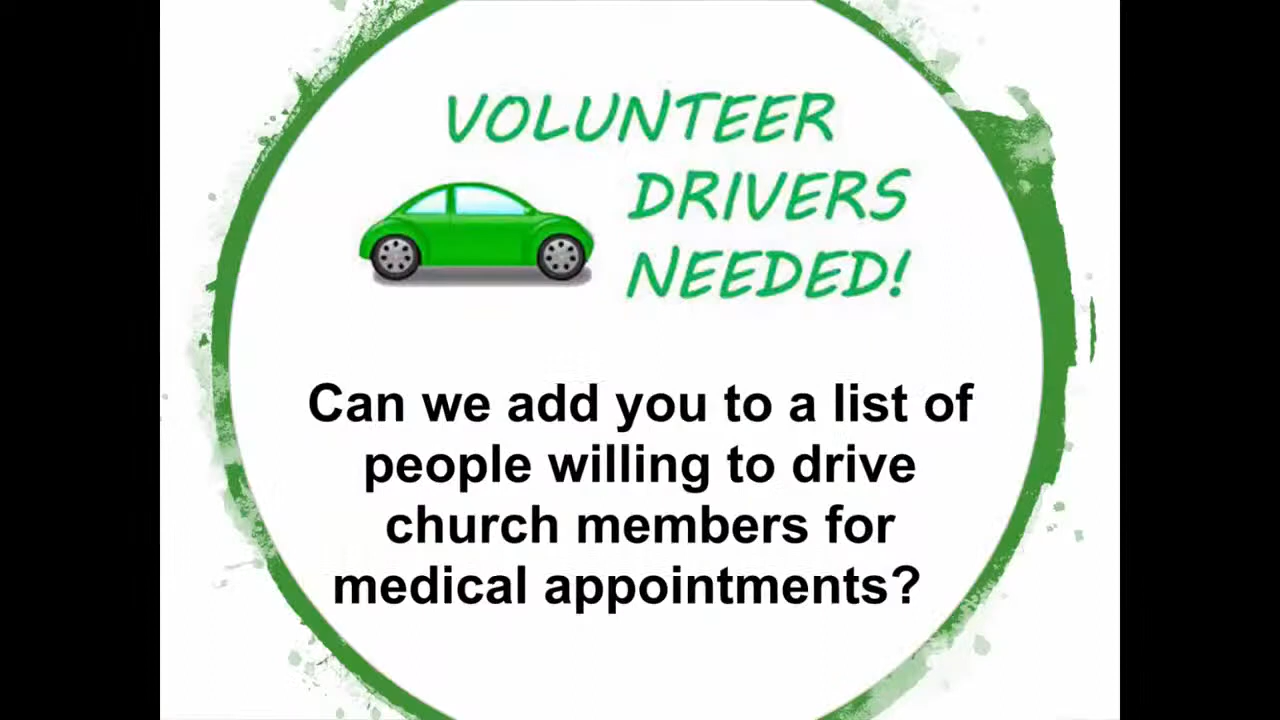 VOLUNTEER
DRIVERS
NEEDED!
Can we add you to a list of
people willing to drive
church members for
medical appointments?